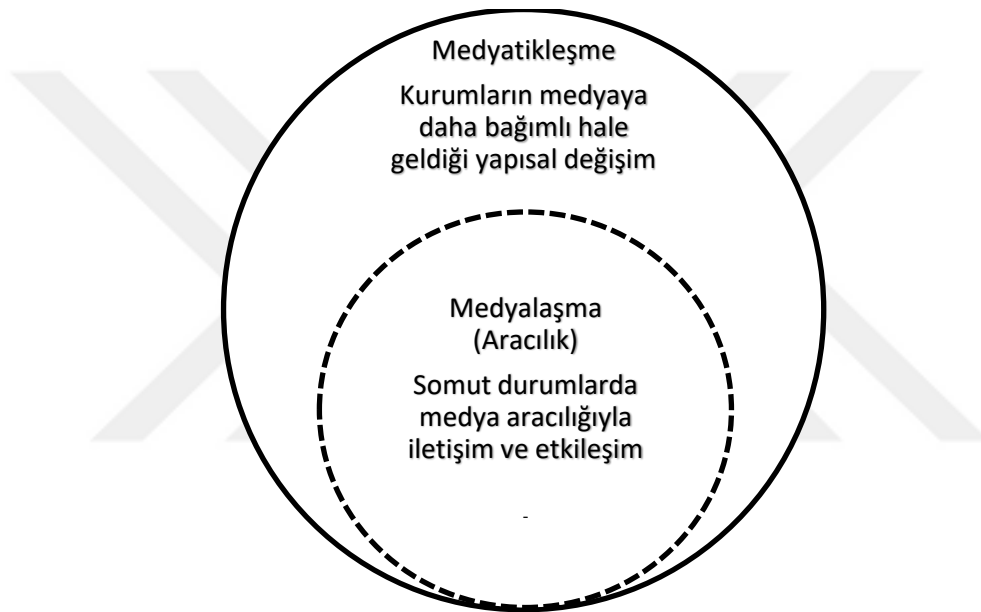 Medyatikleşme
Kurumların medyaya
daha bağımlı hale
geldiği yapısal değişim
Medyalaşma
(Aracılık)
Somut durumlarda
medya aracılığıyla
iletişim ve etkileşim
-